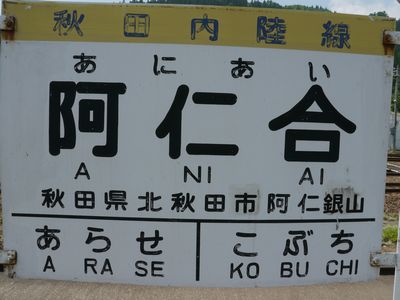 秋田内陸線
あにあい
阿仁合
A NI AI
秋田県北秋田市阿仁銀山
あらせ こぶち
A RA SE KO BU CHI